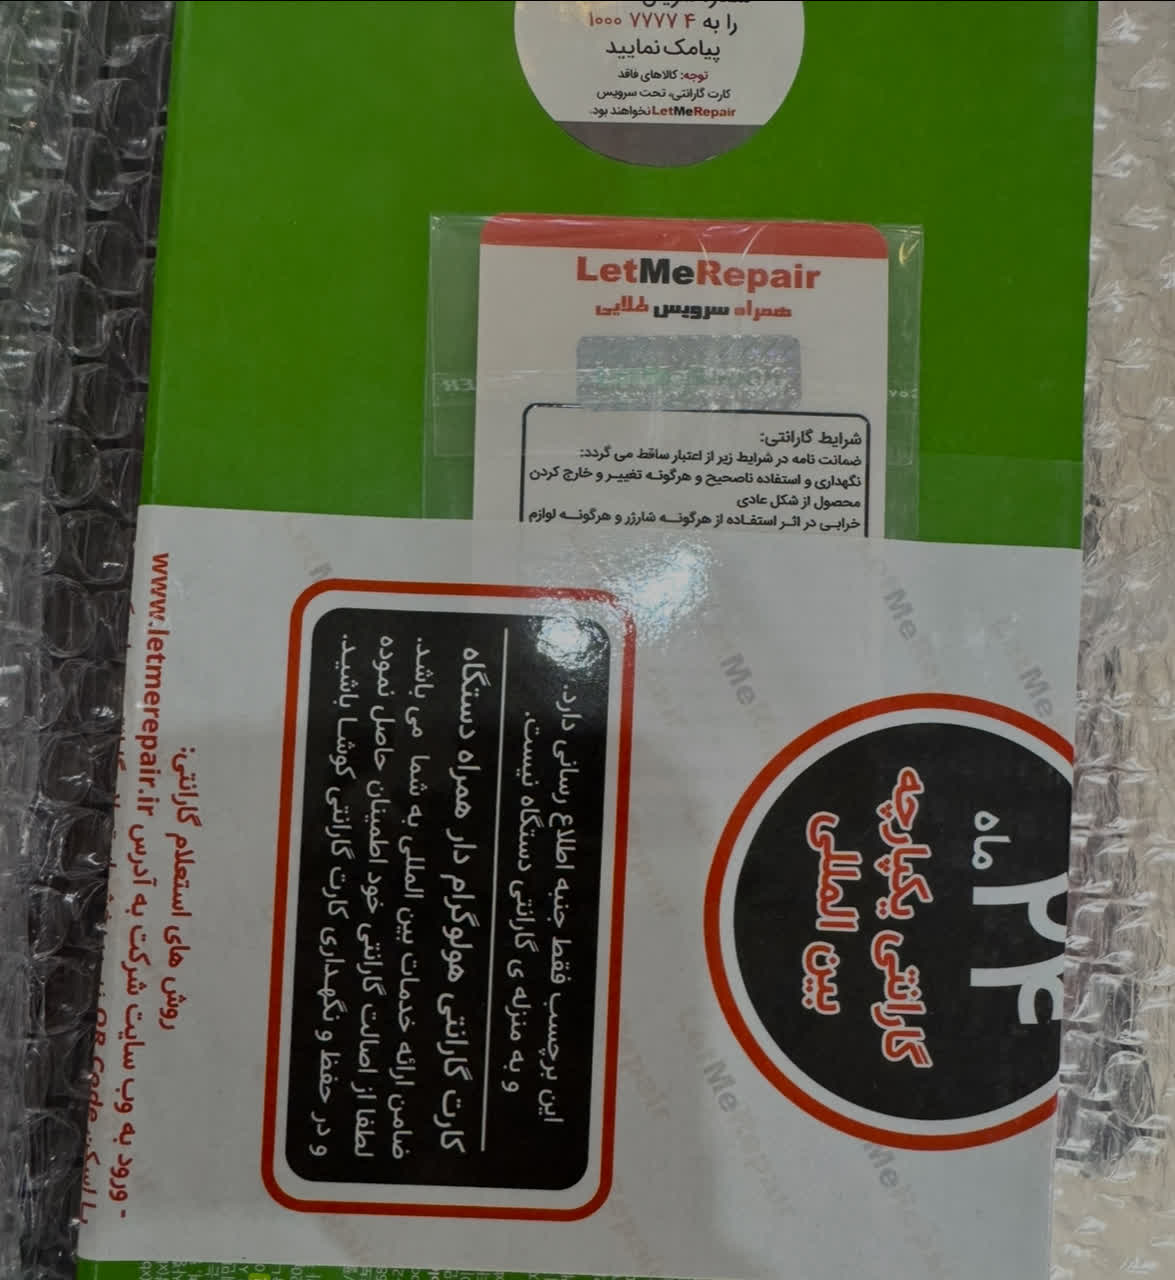 را به ۴ ۷۷۷۷ ۱۰۰۰
پیامک نمایید
توجه: کالاهای فاقد
کارت گارانتی، تحت سرویس
LetMeRepair نخواهند بود.
LetMeRepair
همراه سرویس طلایی
شرایط گارانتی:
ضمانت نامه در شرایط زیر از اعتبار ساقط می گردد:
نگهداری و استفاده ناصحیح و هرگونه تغییر و خارج کردن
محصول از شکل عادی
خرابی در اثر استفاده از هرگونه شارژر و هرگونه لوازم
۲۴ ماه
گارانتی یکپارچه
بین المللی
این برچسب فقط جنبه اطلاع رسانی دارد.
و به منزله ی گارانتی دستگاه نیست.
کارت گارانتی هولوگرام دار همراه دستگاه
ضامن ارائه خدمات بین المللی به شما می باشد.
لطفا از اصالت گارانتی خود اطمینان حاصل نموده
و در حفظ و نگهداری کارت گارانتی کوشا باشید.
روش های استعلام گارانتی:
- ورود به وب سایت شرکت به آدرس www.letmerepair.ir
با اسکن QR Code